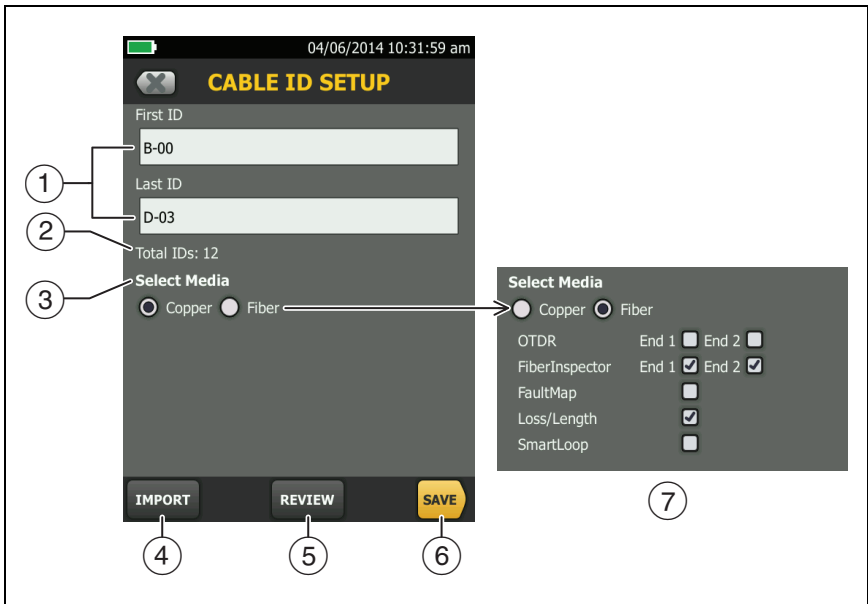 04/06/2014 10:31:59 am
CABLE ID SETUP
First ID
B-00
1
Last ID
D-03
2
Total IDs: 12
3
Select Media
Copper Fiber
IMPORT
REVIEW
SAVE
4
5
6
Select Media
Copper Fiber
OTDR End 1 End 2
FiberInspector End 1 End 2
FaultMap
Loss/Length
SmartLoop
7